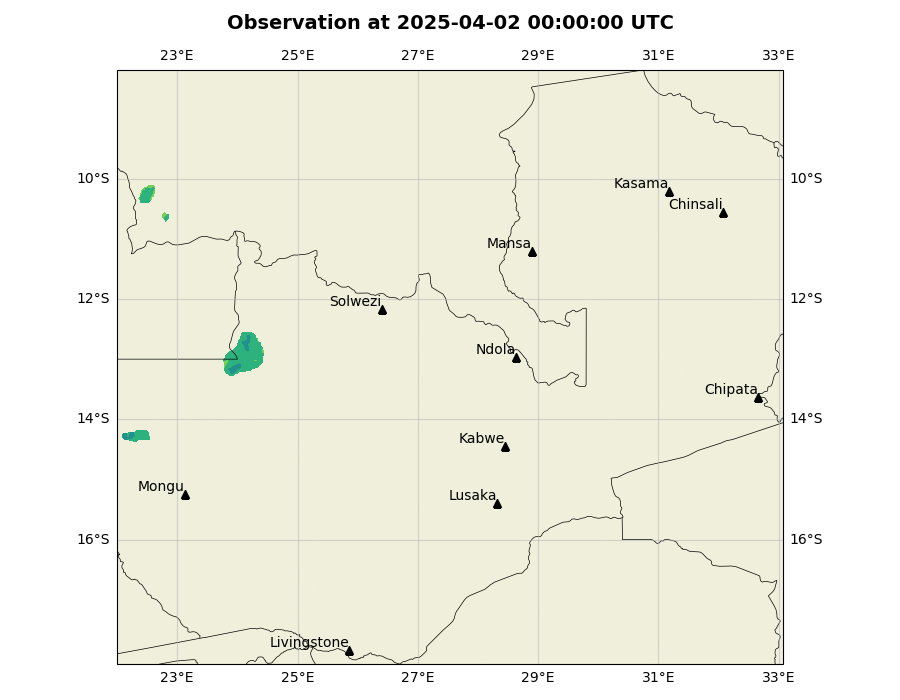 Observation at 2025-04-02 00:00:00 UTC
23°E 25°E 27°E 29°E 31°E 33°E
10°S 10°S
Kasama
Chinsali
Mansa
12°S 12°S
Solwezi
Ndola
Chipata
14°S 14°S
Kabwe
Mongu
Lusaka
16°S 16°S
Livingstone
23°E 25°E 27°E 29°E 31°E 33°E